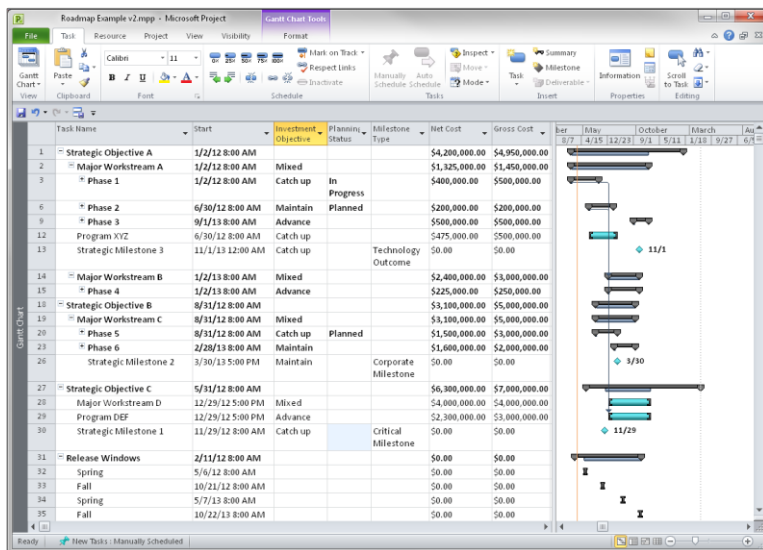 Roadmap Example v2.mpp - Microsoft Project
Gantt Chart Tools
File Task Resource Project View Visibility Format
Gantt Chart
View
Paste
Clipboard
Calibri 11
B I U A
Font
0% 25% 50% 75% 100%
Mark on Track
Respect Links
Inactivate
Schedule
Manually Schedule
Auto Schedule
Inspect
Move
Mode
Tasks
Task
Summary
Milestone
Deliverable
Insert
Information
Properties
Scroll to Task
Editing
Task Name Start Investment Objective Planning Status Milestone Type Net Cost Gross Cost
ber May October March Au
8/7 4/15 12/23 9/1 5/11 1/18 9/27 6/6
1 Strategic Objective A 1/2/12 8:00 AM $4,200,000.00 $4,950,000.00
2 Major Workstream A 1/2/12 8:00 AM Mixed $1,325,000.00 $1,450,000.00
3 Phase 1 1/2/12 8:00 AM Catch up In Progress $400,000.00 $500,000.00
6 Phase 2 6/30/12 8:00 AM Maintain Planned $200,000.00 $200,000.00
9 Phase 3 9/1/13 8:00 AM Advance $500,000.00 $500,000.00
12 Program XYZ 6/30/12 8:00 AM Catch up $475,000.00 $500,000.00
13 Strategic Milestone 3 11/1/13 12:00 AM Catch up Technology Outcome $0.00 $0.00 11/1
14 Major Workstream B 1/2/13 8:00 AM Mixed $2,400,000.00 $3,000,000.00
15 Phase 4 1/2/13 8:00 AM Advance $225,000.00 $250,000.00
18 Strategic Objective B 8/31/12 8:00 AM $3,100,000.00 $5,000,000.00
19 Major Workstream C 8/31/12 8:00 AM Mixed $3,100,000.00 $5,000,000.00
20 Phase 5 8/31/12 8:00 AM Catch up Planned $1,500,000.00 $3,000,000.00
23 Phase 6 2/28/13 8:00 AM Maintain $1,600,000.00 $2,000,000.00
26 Strategic Milestone 2 3/30/13 5:00 PM Maintain Corporate Milestone $0.00 $0.00 3/30
27 Strategic Objective C 5/31/12 8:00 AM $6,300,000.00 $7,000,000.00
28 Major Workstream D 12/29/12 5:00 PM Mixed $4,000,000.00 $4,000,000.00
29 Program DEF 12/29/12 5:00 PM Advance $2,300,000.00 $3,000,000.00
30 Strategic Milestone 1 11/29/12 8:00 AM Catch up Critical Milestone $0.00 $0.00 11/29
31 Release Windows 2/11/12 8:00 AM $0.00 $0.00
32 Spring 5/6/12 8:00 AM $0.00 $0.00
33 Fall 10/21/12 8:00 AM $0.00 $0.00
34 Spring 5/7/13 8:00 AM $0.00 $0.00
35 Fall 10/22/13 8:00 AM $0.00 $0.00
Gantt Chart
Ready New Tasks : Manually Scheduled